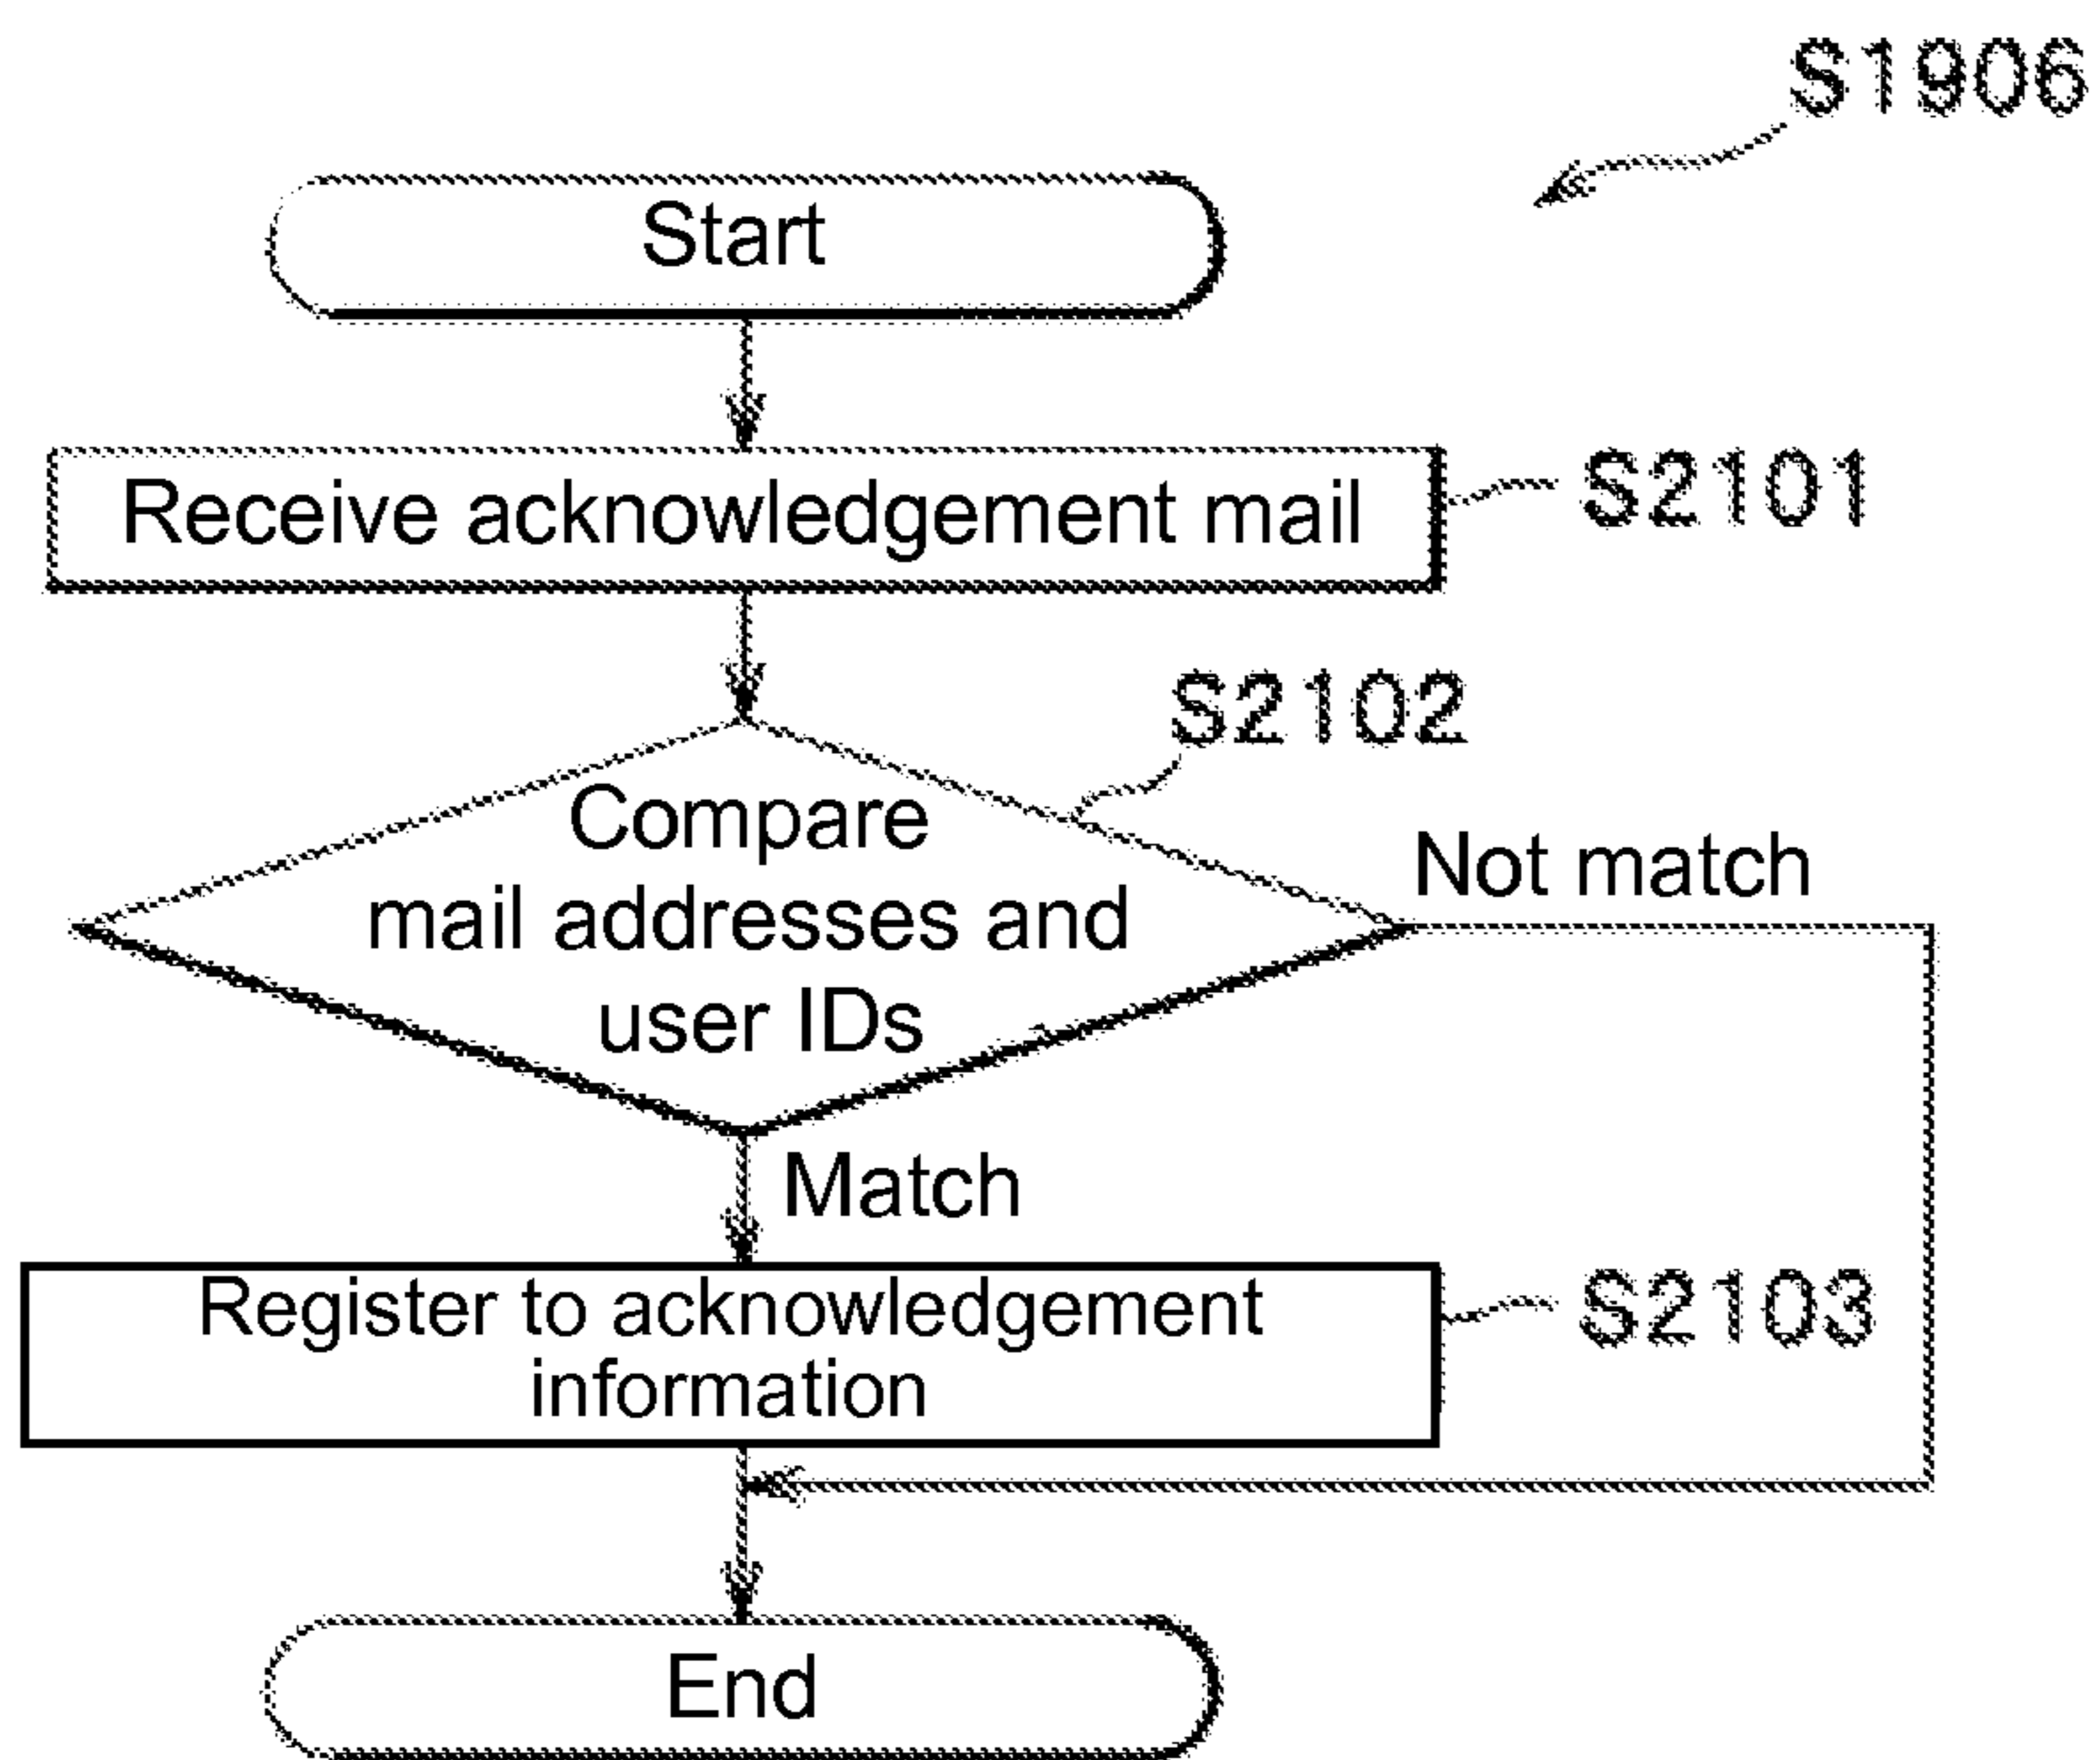 S1906
Start
Receive acknowledgement mail
S2101
S2102
Compare
mail addresses and
user IDs
Not match
Match
Register to acknowledgement
information
S2103
End